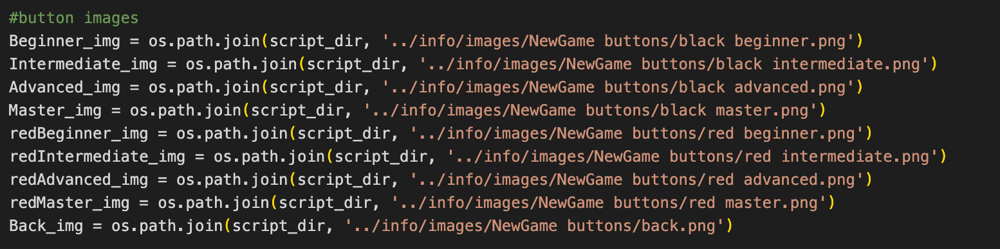 #button images
Beginner_img = os.path.join(script_dir, '../info/images/NewGame buttons/black beginner.png')
Intermediate_img = os.path.join(script_dir, '../info/images/NewGame buttons/black intermediate.png')
Advanced_img = os.path.join(script_dir, '../info/images/NewGame buttons/black advanced.png')
Master_img = os.path.join(script_dir, '../info/images/NewGame buttons/black master.png')
redBeginner_img = os.path.join(script_dir, '../info/images/NewGame buttons/red beginner.png')
redIntermediate_img = os.path.join(script_dir, '../info/images/NewGame buttons/red intermediate.png')
redAdvanced_img = os.path.join(script_dir, '../info/images/NewGame buttons/red advanced.png')
redMaster_img = os.path.join(script_dir, '../info/images/NewGame buttons/red master.png')
Back_img = os.path.join(script_dir, '../info/images/NewGame buttons/back.png')